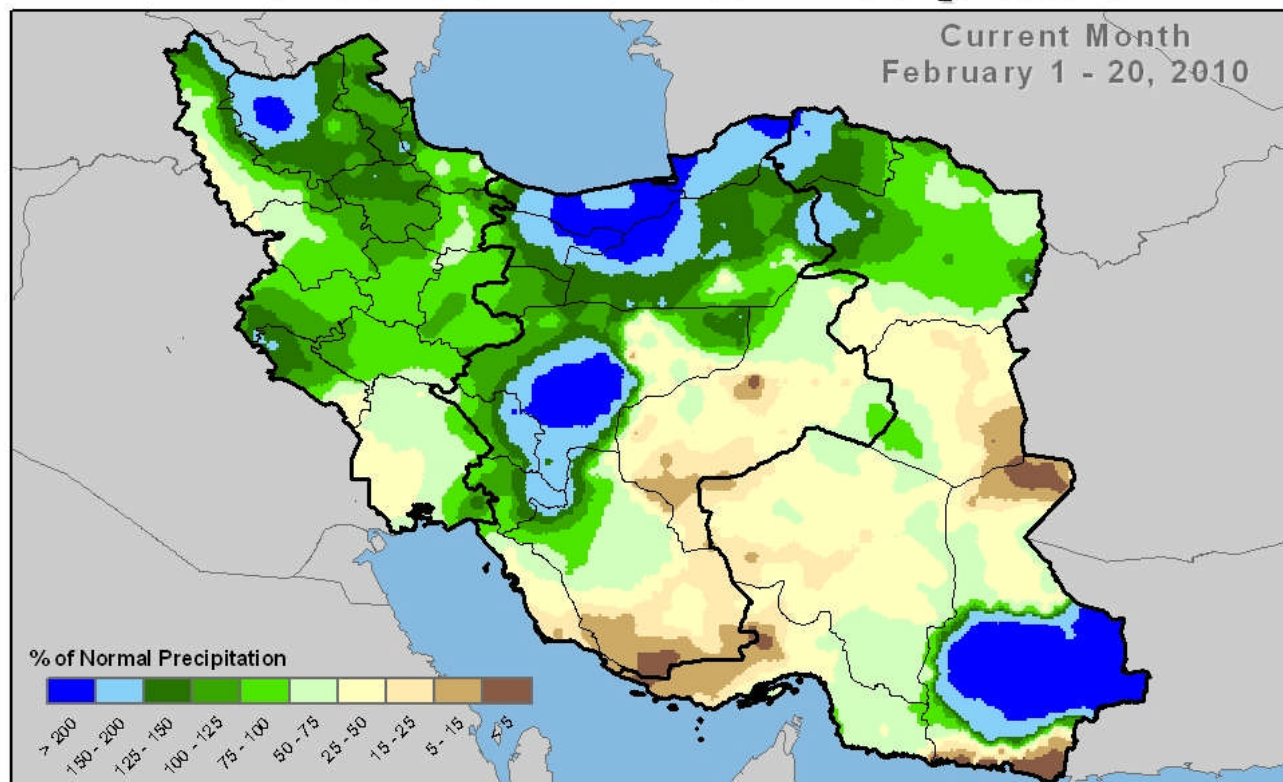 Current Month
February 1 - 20, 2010
% of Normal Precipitation
> 200
150 - 200
125 - 150
100 - 125
75 - 100
50 - 75
25 - 50
15 - 25
5 - 15
< 5